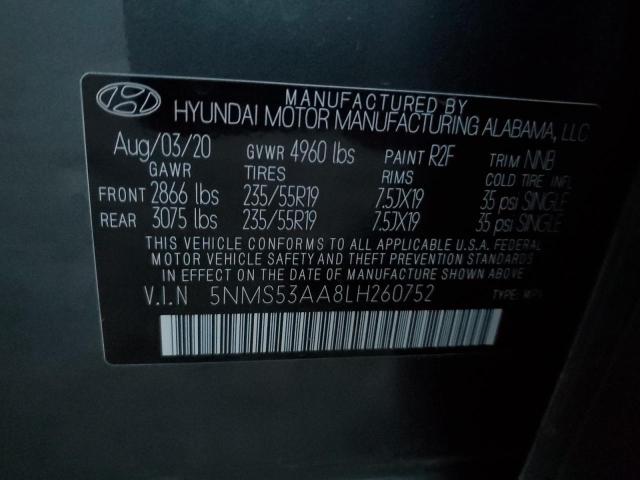 MANUFACTURED BY
HYUNDAI MOTOR MANUFACTURING ALABAMA, LLC
Aug/03/20 GVWR 4960 lbs PAINT R2F TRIM NNB
GAWR TIRES RIMS COLD TIRE INFL
FRONT 2866 lbs 235/55R19 7.5JX19 35 psi SINGLE
REAR 3075 lbs 235/55R19 7.5JX19 35 psi SINGLE
THIS VEHICLE CONFORMS TO ALL APPLICABLE U.S.A. FEDERAL
MOTOR VEHICLE SAFETY AND THEFT PREVENTION STANDARDS
IN EFFECT ON THE DATE OF MANUFACTURE SHOWN ABOVE.
V.I.N 5NMS53AA8LH260752 TYPE: MPV